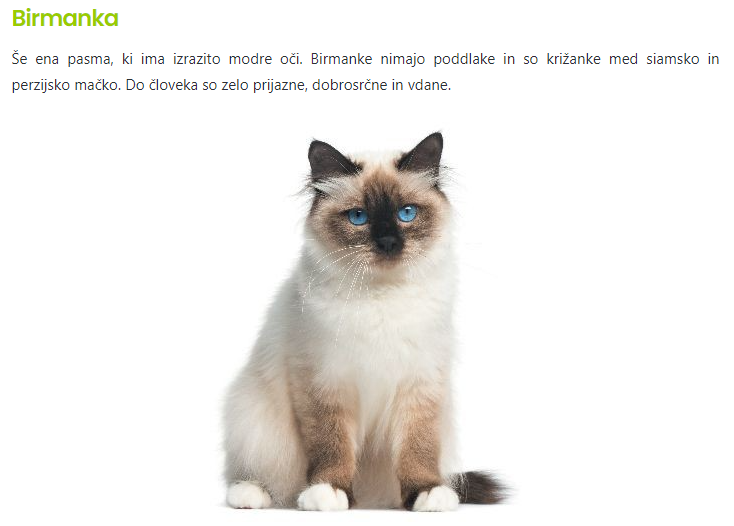 Birmanka
Še ena pasma, ki ima izrazito modre oči. Birmanke nimajo poddlake in so križanke med siamsko in
perzijsko mačko. Do človeka so zelo prijazne, dobrosrčne in vdane.